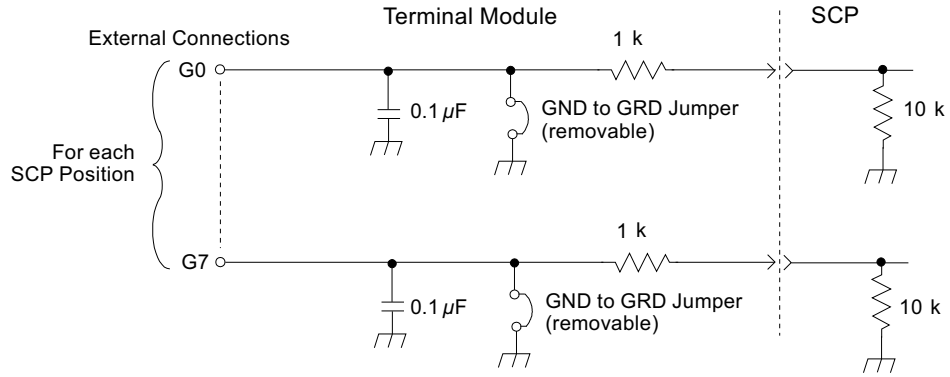 Terminal Module
SCP
External Connections
1 k
G0
0.1 µF
GND to GRD Jumper
(removable)
10 k
For each
SCP Position
1 k
G7
0.1 µF
GND to GRD Jumper
(removable)
10 k